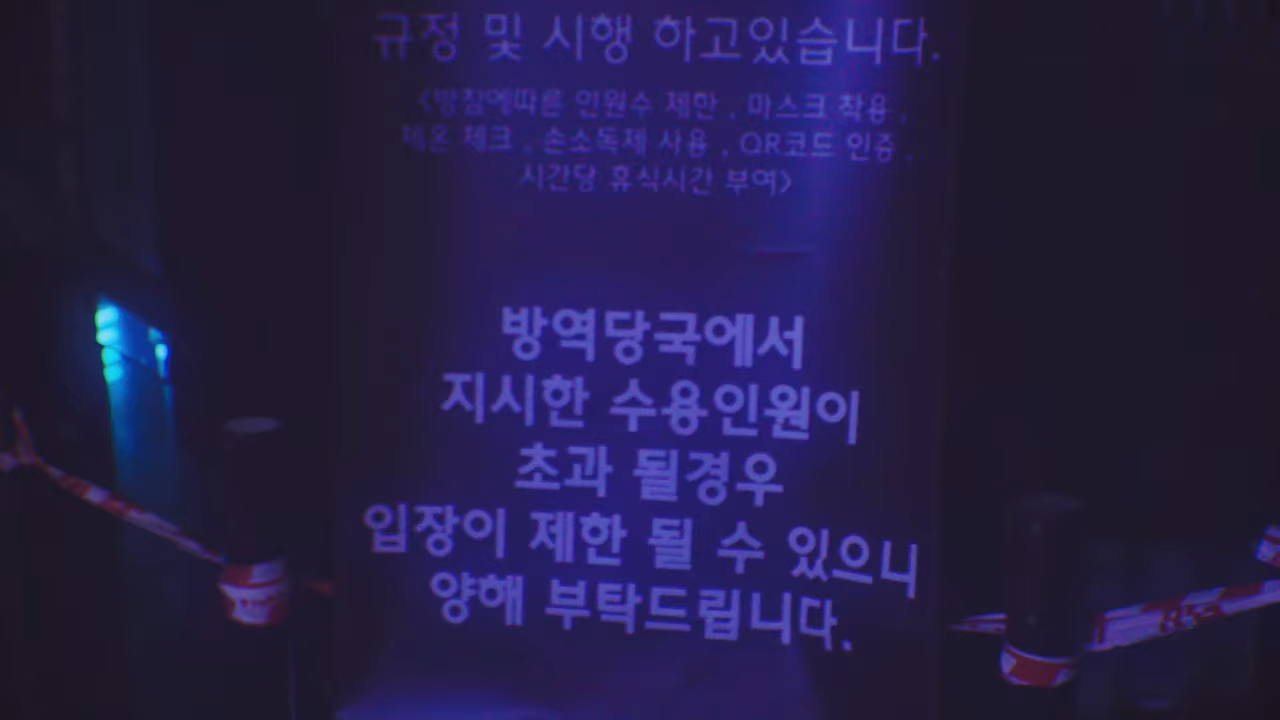 규정 및 시행 하고있습니다.
<방침에따른 인원수 제한 , 마스크 착용 ,
체온 체크 , 손소독제 사용 , QR코드 인증 ,
시간당 휴식시간 부여>
방역당국에서
지시한 수용인원이
초과 될경우
입장이 제한 될 수 있으니
양해 부탁드립니다.